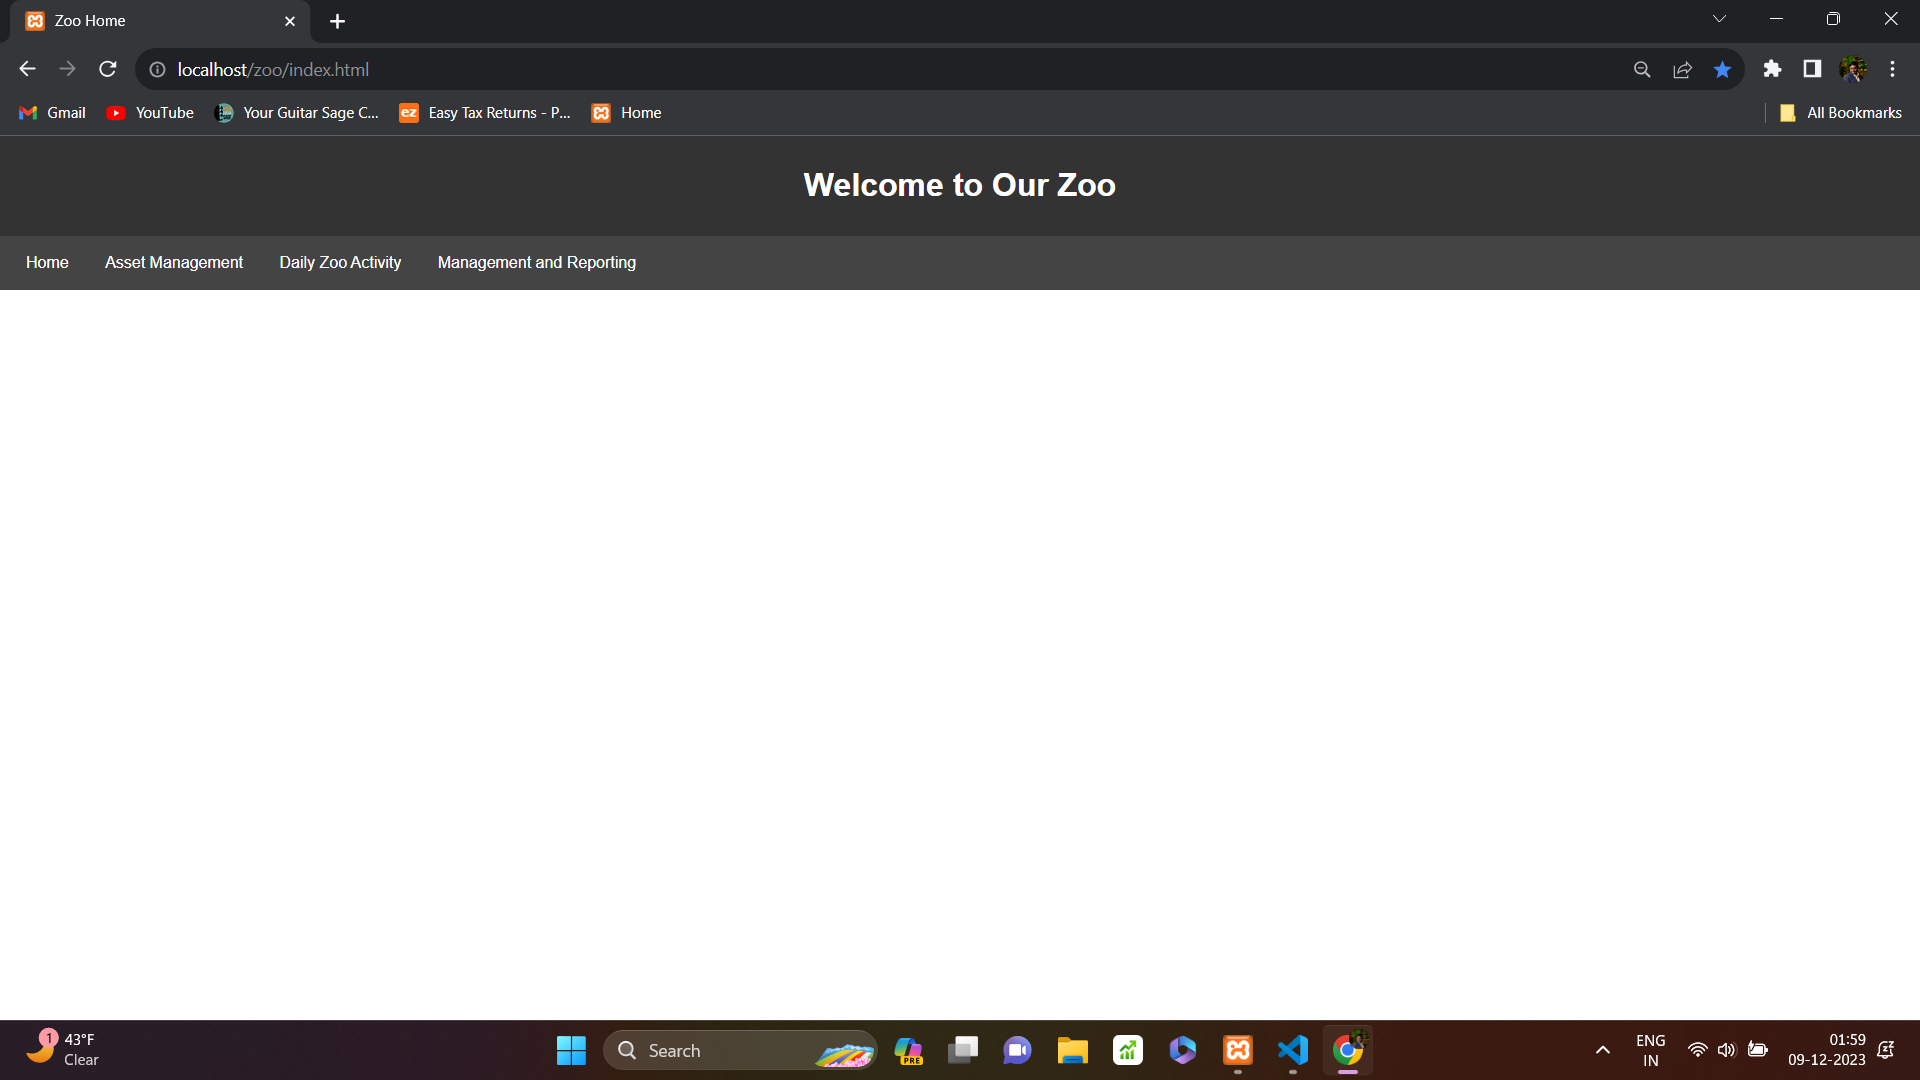 Zoo Home
localhost/zoo/index.html
Gmail YouTube Your Guitar Sage C... ez Easy Tax Returns - P... Home All Bookmarks
Welcome to Our Zoo
Home Asset Management Daily Zoo Activity Management and Reporting
1 43°F
Clear
Search
PRE
ENG
IN
01:59
09-12-2023